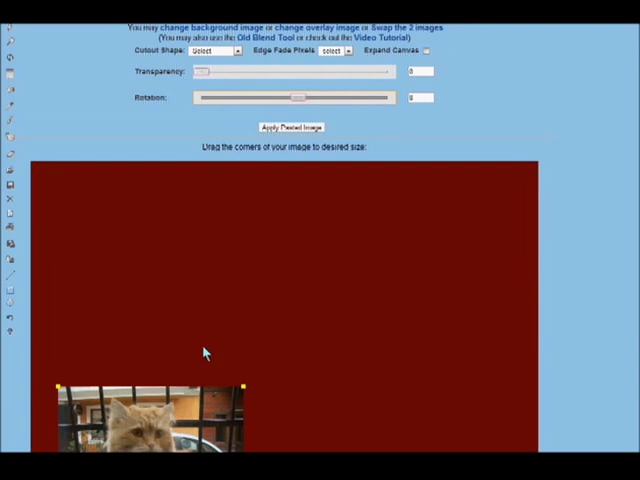 You may change background image or change overlay image or Swap the 2 images
(You may also use the Old Blend Tool or check out the Video Tutorial)
Cutout Shape: Select Edge Fade Pixels select Expand Canvas
Transparency: 0
Rotation: 0
Apply Pasted Image
Drag the corners of your image to desired size: